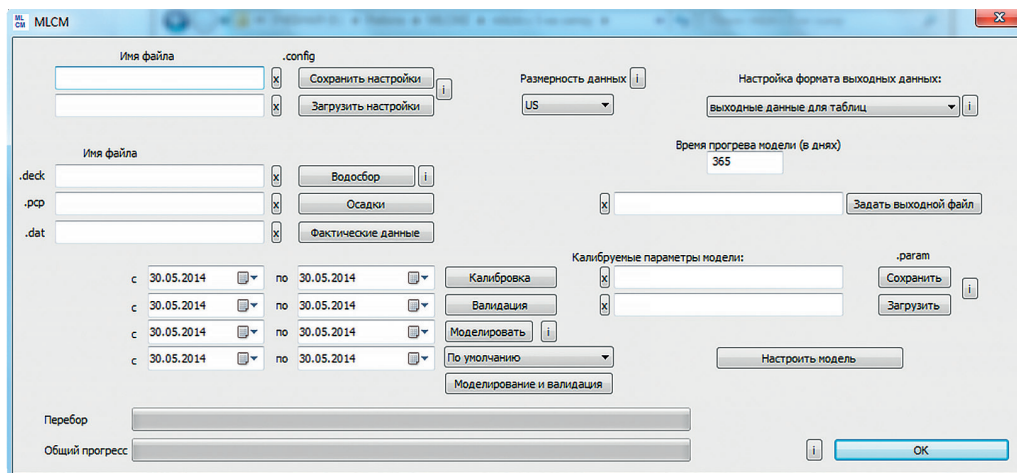 ML CM MLCM
x
Имя файла .config
x Сохранить настройки i Размерность данных i Настройка формата выходных данных:
x Загрузить настройки US выходные данные для таблиц i
Имя файла Время прогрева модели (в днях)
365
.deck x Водосбор i
.pcp x Осадки x Задать выходной файл
.dat x Фактические данные
Калибруемые параметры модели: .param
с 30.05.2014 по 30.05.2014 Калибровка x Сохранить i
с 30.05.2014 по 30.05.2014 Валидация x Загрузить
с 30.05.2014 по 30.05.2014 Моделировать i
с 30.05.2014 по 30.05.2014 По умолчанию Настроить модель
Моделирование и валидация
Перебор
Общий прогресс i OK